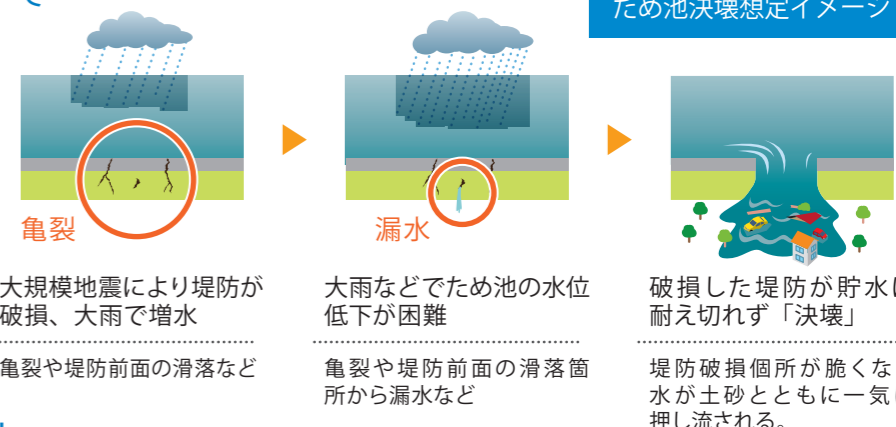 ため池決壊想定イメージ
亀裂
大規模地震により堤防が
破損、大雨で増水
亀裂や堤防前面の滑落など
漏水
大雨などでため池の水位
低下が困難
亀裂や堤防前面の滑落箇
所から漏水など
破損した堤防が貯水に
耐え切れず「決壊」
堤防破損個所が脆くな
水が土砂とともに一気に
押し流される。